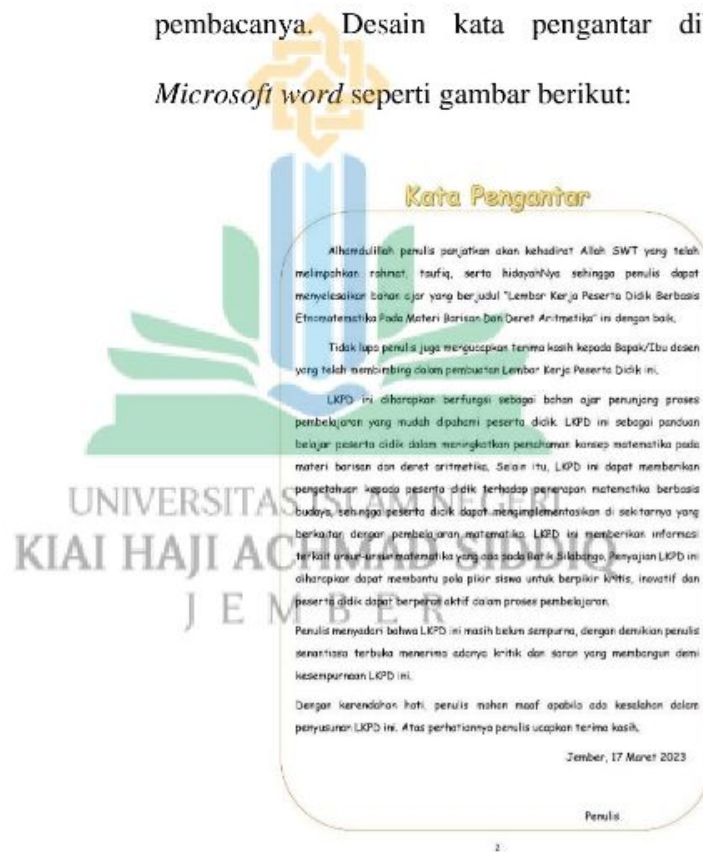 pembacanya. Desain kata pengantar di
Microsoft word seperti gambar berikut:
Kata Pengantar
Alhamdulillah penulis panjatkan akan kehadirat Allah SWT yang telah
melimpahkan rahmat, taufiq, serta hidayahNya sehingga penulis dapat
menyelesaikan bahan ajar yang berjudul "Lembar Kerja Peserta Didik Berbasis
Etnomatematika Pada Materi Barisan Dan Deret Aritmetika" ini dengan baik.
Tidak lupa penulis juga mengucapkan terima kasih kepada Bapak/Ibu dosen
yang telah membimbing dalam pembuatan Lembar Kerja Peserta Didik ini.
LKPD ini diharapkan berfungsi sebagai bahan ajar penunjang proses
pembelajaran yang mudah dipahami peserta didik. LKPD ini sebagai panduan
belajar peserta didik dalam meningkatkan pemahaman konsep matematika pada
materi barisan dan deret aritmetika. Selain itu, LKPD ini dapat memberikan
pengetahuan kepada peserta didik terhadap penerapan matematika berbasis
budaya, sehingga peserta didik dapat mengimplementasikan di sekitarnya yang
berkaitan dengan pembelajaran matematika. LKPD ini memberikan informasi
terkait unsur-unsur matematika yang ada pada Batik Silabango. Penyajian LKPD ini
diharapkan dapat membantu pola pikir siswa untuk berpikir kritis, inovatif dan
peserta didik dapat berperan aktif dalam proses pembelajaran.
Penulis menyadari bahwa LKPD ini masih belum sempurna, dengan demikian penulis
senantiasa terbuka menerima adanya kritik dan saran yang membangun demi
kesempurnaan LKPD ini.
Dengan kerendahan hati, penulis mohon maaf apabila ada kesalahan dalam
penyusunan LKPD ini. Atas perhatiannya penulis ucapkan terima kasih.
Jember, 17 Maret 2023
Penulis
2
UNIVERSITAS ISLAM NEGERI
KIAI HAJI ACHMAD SIDDIQ
JEMBER